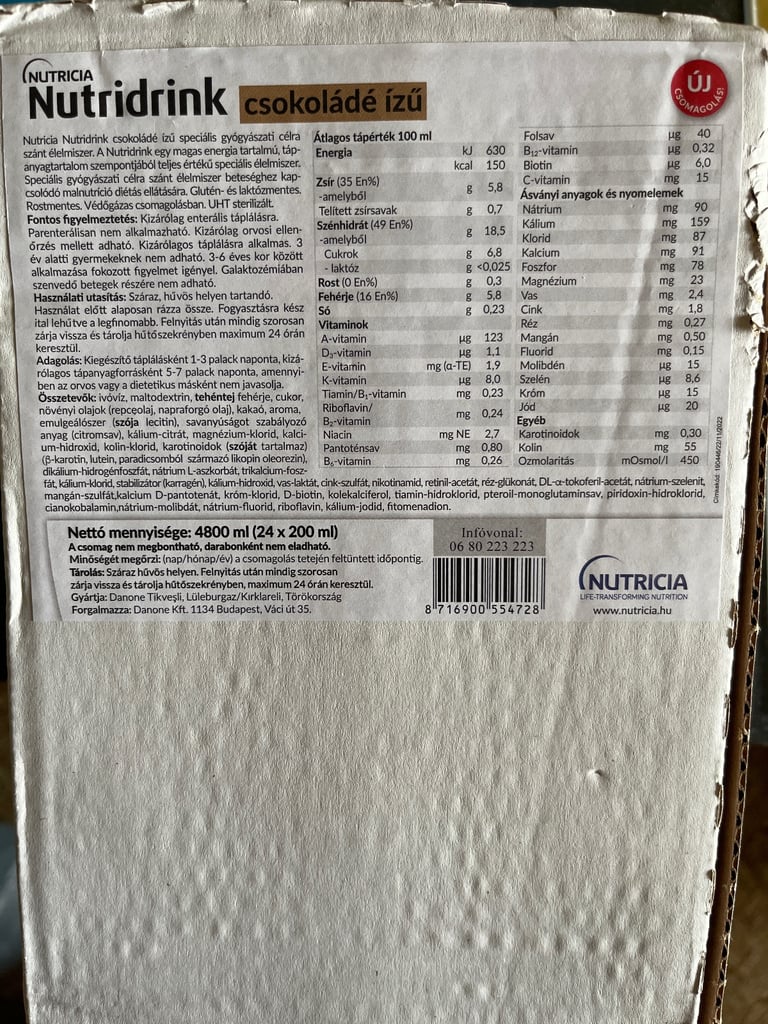 NUTRICIA
Nutridrink csokoládé ízű
ÚJ
CSOMAGOLÁS!
Nutricia Nutridrink csokoládé ízű speciális gyógyászati célra
szánt élelmiszer. A Nutridrink egy magas energia tartalmú, táp-
anyagtartalom szempontjából teljes értékű speciális élelmiszer.
Speciális gyógyászati célra szánt élelmiszer beteséghez kap-
csolódó malnutríció diétás ellátására. Glutén- és laktózmentes.
Rostmentes. Védőgázas csomagolásban. UHT sterilizált.
Fontos figyelmeztetés: Kizárólag enterális táplálásra.
Parenterálisan nem alkalmazható. Kizárólag orvosi ellen-
őrzés mellett adható. Kizárólagos táplálásra alkalmas. 3
év alatti gyermekeknek nem adható. 3-6 éves kor között
alkalmazása fokozott figyelmet igényel. Galaktozémiában
szenvedő betegek részére nem adható.
Használati utasítás: Száraz, hűvös helyen tartandó.
Használat előtt alaposan rázza össze. Fogyasztásra kész
ital lehűtve a legfinomabb. Felnyitás után mindig szorosan
zárja vissza és tárolja hűtőszekrényben maximum 24 órán
keresztül.
Adagolás: Kiegészítő táplálásként 1-3 palack naponta, kizá-
rólagos tápanyagforrásként 5-7 palack naponta, amennyi-
ben az orvos vagy a dietetikus másként nem javasolja.
Összetevők: ivóvíz, maltodextrin, tehéntej fehérje, cukor,
növényi olajok (repceolaj, napraforgó olaj), kakaó, aroma,
emulgeálószer (szója lecitin), savanyúságot szabályozó
anyag (citromsav), kálium-citrát, magnézium-klorid, kalci-
um-hidroxid, kolin-klorid, karotinoidok (szóját tartalmaz)
(β-karotin, lutein, paradicsomból származó likopin oleorezin),
dikálium-hidrogénfoszfát, nátrium L-aszkorbát, trikalcium-fosz-
fát, kálium-klorid, stabilizátor (karragén), kálium-hidroxid, vas-laktát, cink-szulfát, nikotinamid, retinil-acetát, réz-glükonát, DL-α-tokoferil-acetát, nátrium-szelenit,
mangán-szulfát,kalcium D-pantotenát, króm-klorid, D-biotin, kolekalciferol, tiamin-hidroklorid, pteroil-monoglutaminsav, piridoxin-hidroklorid,
cianokobalamin,nátrium-molibdát, nátrium-fluorid, riboflavin, kálium-jodid, fitomenadion.
Átlagos tápérték 100 ml
Energia kJ 630
kcal 150
Zsír (35 En%)
-amelyből g 5,8
Telített zsírsavak g 0,7
Szénhidrát (49 En%)
-amelyből g 18,5
Cukrok g 6,8
- laktóz g <0,025
Rost (0 En%) g 0,3
Fehérje (16 En%) g 5,8
Só g 0,23
Vitaminok
A-vitamin µg 123
D₃-vitamin µg 1,1
E-vitamin mg (α-TE) 1,9
K-vitamin µg 8,0
Tiamin/B₁-vitamin mg 0,23
Riboflavin/
B₂-vitamin mg 0,24
Niacin mg NE 2,7
Pantoténsav mg 0,80
B₆-vitamin mg 0,26
Folsav µg 40
B₁₂-vitamin µg 0,32
Biotin µg 6,0
C-vitamin mg 15
Ásványi anyagok és nyomelemek
Nátrium mg 90
Kálium mg 159
Klorid mg 87
Kalcium mg 91
Foszfor mg 78
Magnézium mg 23
Vas mg 2,4
Cink mg 1,8
Réz mg 0,27
Mangán mg 0,50
Fluorid mg 0,15
Molibdén µg 15
Szelén µg 8,6
Króm µg 15
Jód µg 20
Egyéb
Karotinoidok mg 0,30
Kolin mg 55
Ozmolaritás mOsmol/l 450
Címkekód: 190446/22/11/2022
Nettó mennyisége: 4800 ml (24 x 200 ml)
A csomag nem megbontható, darabonként nem eladható.
Minőségét megőrzi: (nap/hónap/év) a csomagolás tetején feltüntett időpontig.
Tárolás: Száraz hűvös helyen. Felnyitás után mindig szorosan
zárja vissza és tárolja hűtőszekrényben, maximum 24 órán keresztül.
Gyártja: Danone Tikveşli, Lüleburgaz/Kırklareli, Törökország
Forgalmazza: Danone Kft. 1134 Budapest, Váci út 35.
Infóvonal:
06 80 223 223
8 716900 554728
NUTRICIA
LIFE-TRANSFORMING NUTRITION
www.nutricia.hu